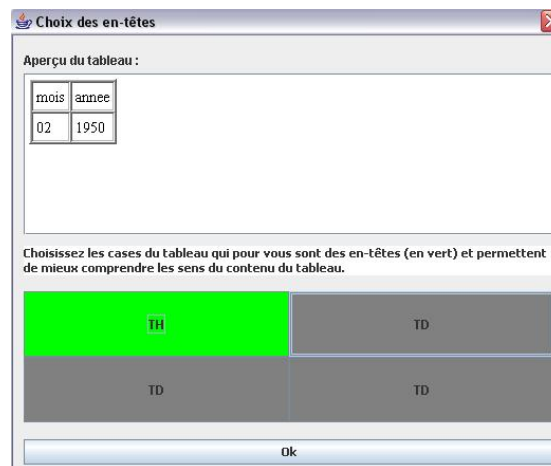 Choix des en-têtes
Aperçu du tableau :
mois annee
02 1950
Choisissez les cases du tableau qui pour vous sont des en-têtes (en vert) et permettent
de mieux comprendre les sens du contenu du tableau.
TH TD
TD TD
Ok